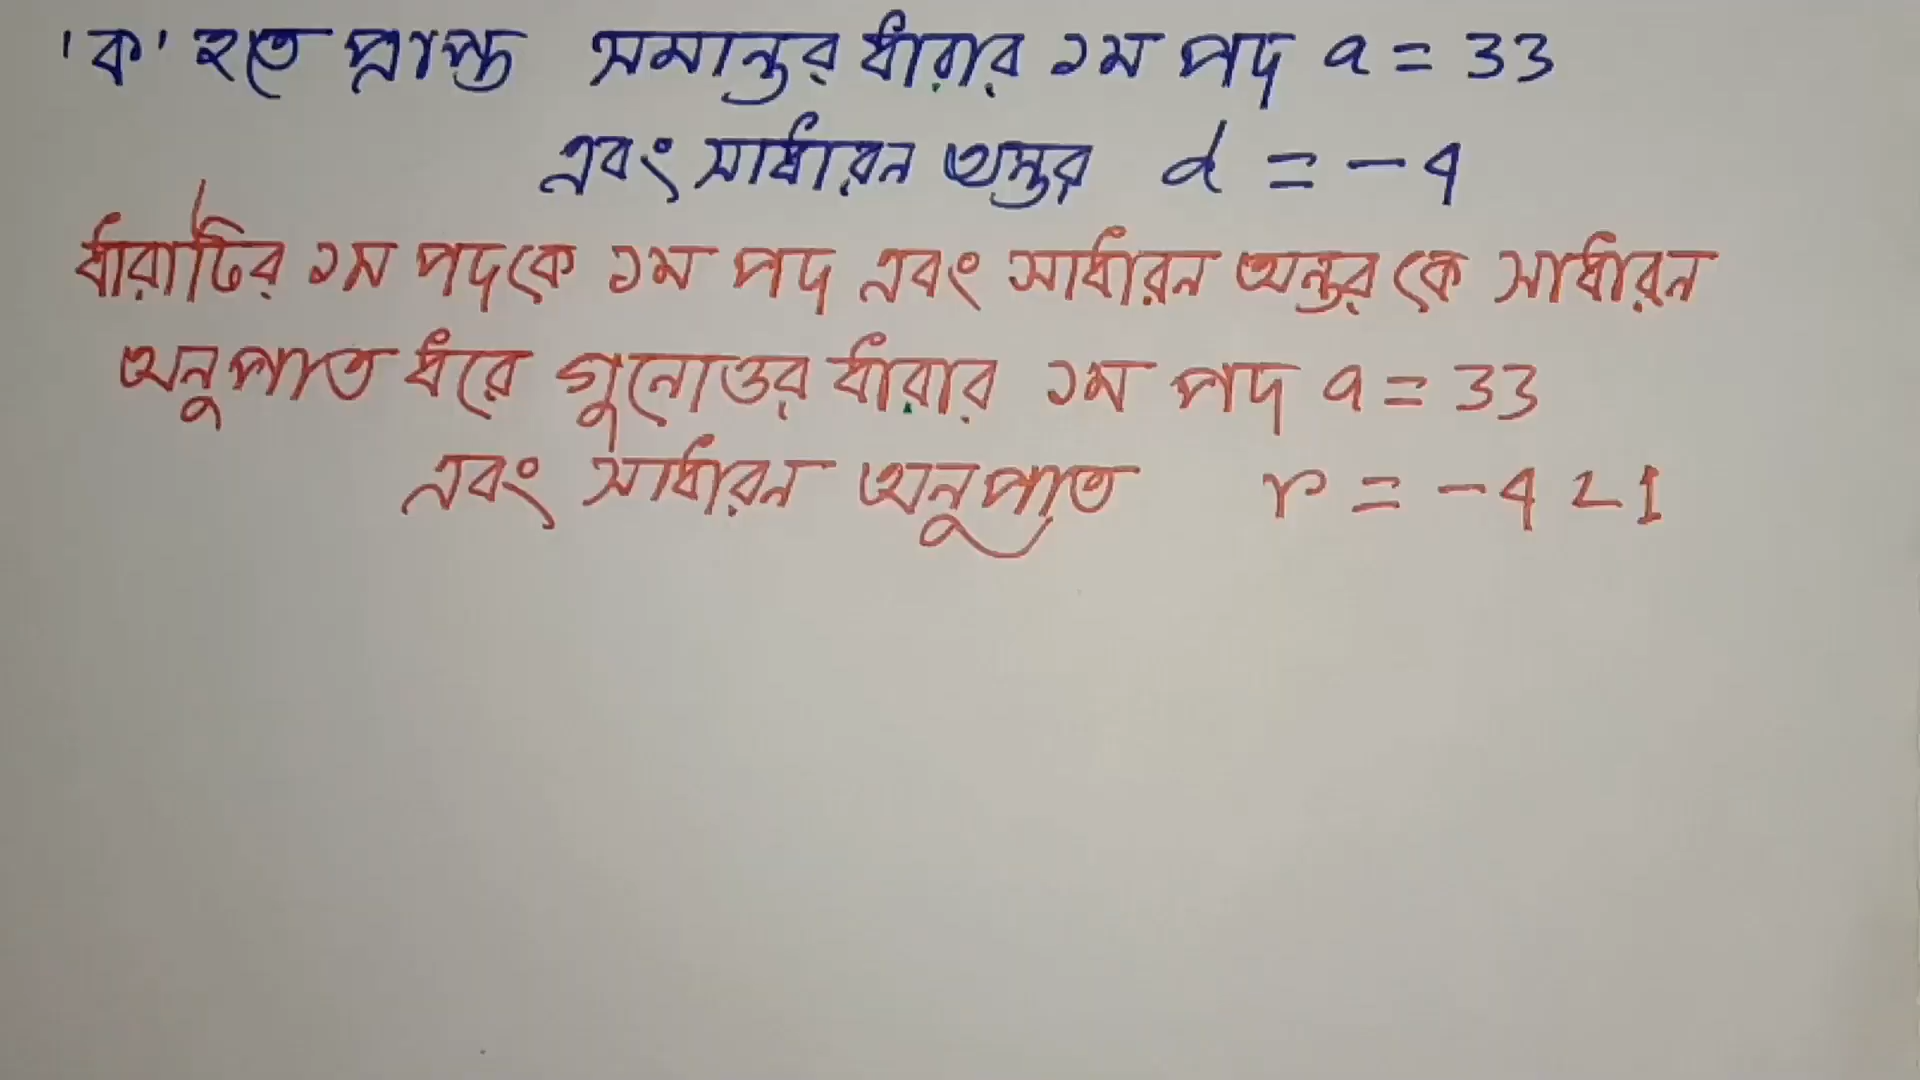 'ক' হতে প্রাপ্ত সমান্তর ধারার ১ম পদ a = 33
এবং সার্ধারন অন্তর d = -4
ধারাটির ১ম পদকে ১ম পদ এবং সাধারন অন্তর কে সাধারন
অনুপাত ধরে গুনোত্তর ধারার ১ম পদ a = 33
এবং সাধারন অনুপাত r = -4 < 1